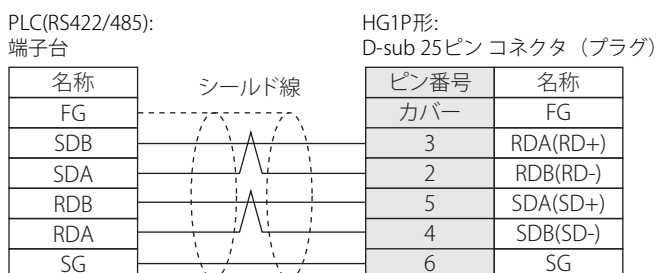 PLC(RS422/485):
端子台
HG1P形:
D-sub 25ピン コネクタ（プラグ）
名称 シールド線 ピン番号 名称
FG カバー FG
SDB 3 RDA(RD+)
SDA 2 RDB(RD-)
RDB 5 SDA(SD+)
RDA 4 SDB(SD-)
SG 6 SG